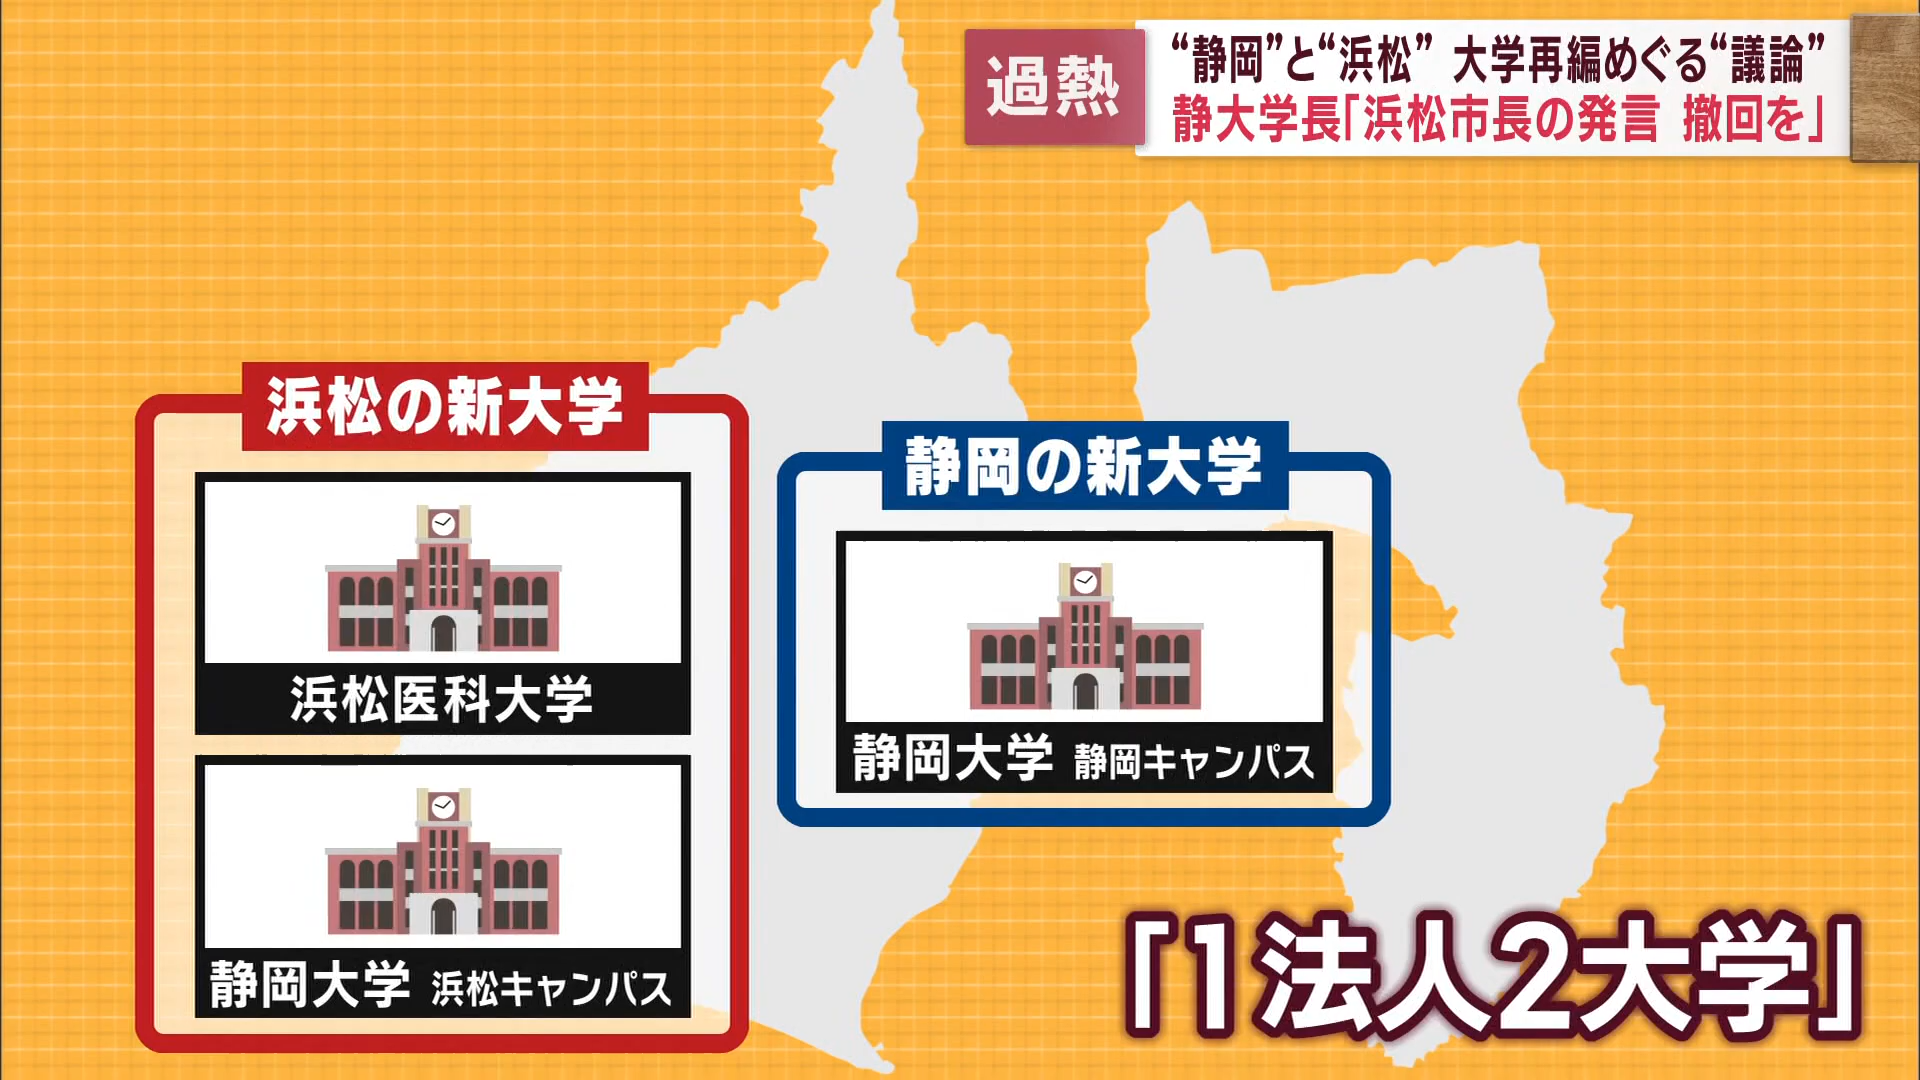 過熱
“静岡”と“浜松” 大学再編めぐる“議論”
静大学長「浜松市長の発言 撤回を」
浜松の新大学
浜松医科大学
静岡大学 浜松キャンパス
静岡の新大学
静岡大学 静岡キャンパス
「1法人2大学」